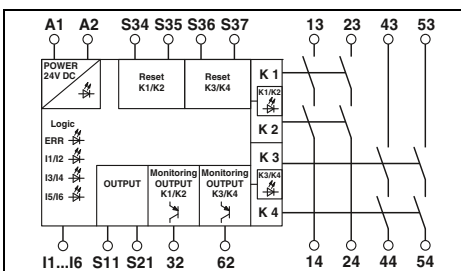 A1 A2 S34 S35 S36 S37 13 23 43 53
POWER
24V DC
Reset
K1/K2
Reset
K3/K4
K 1
K1/K2
K 2
K 3
K3/K4
K 4
Logic
ERR
I1/I2
I3/I4
I5/I6
OUTPUT
Monitoring
OUTPUT
K1/K2
Monitoring
OUTPUT
K3/K4
I1...I6 S11 S21 32 62 14 24 44 54